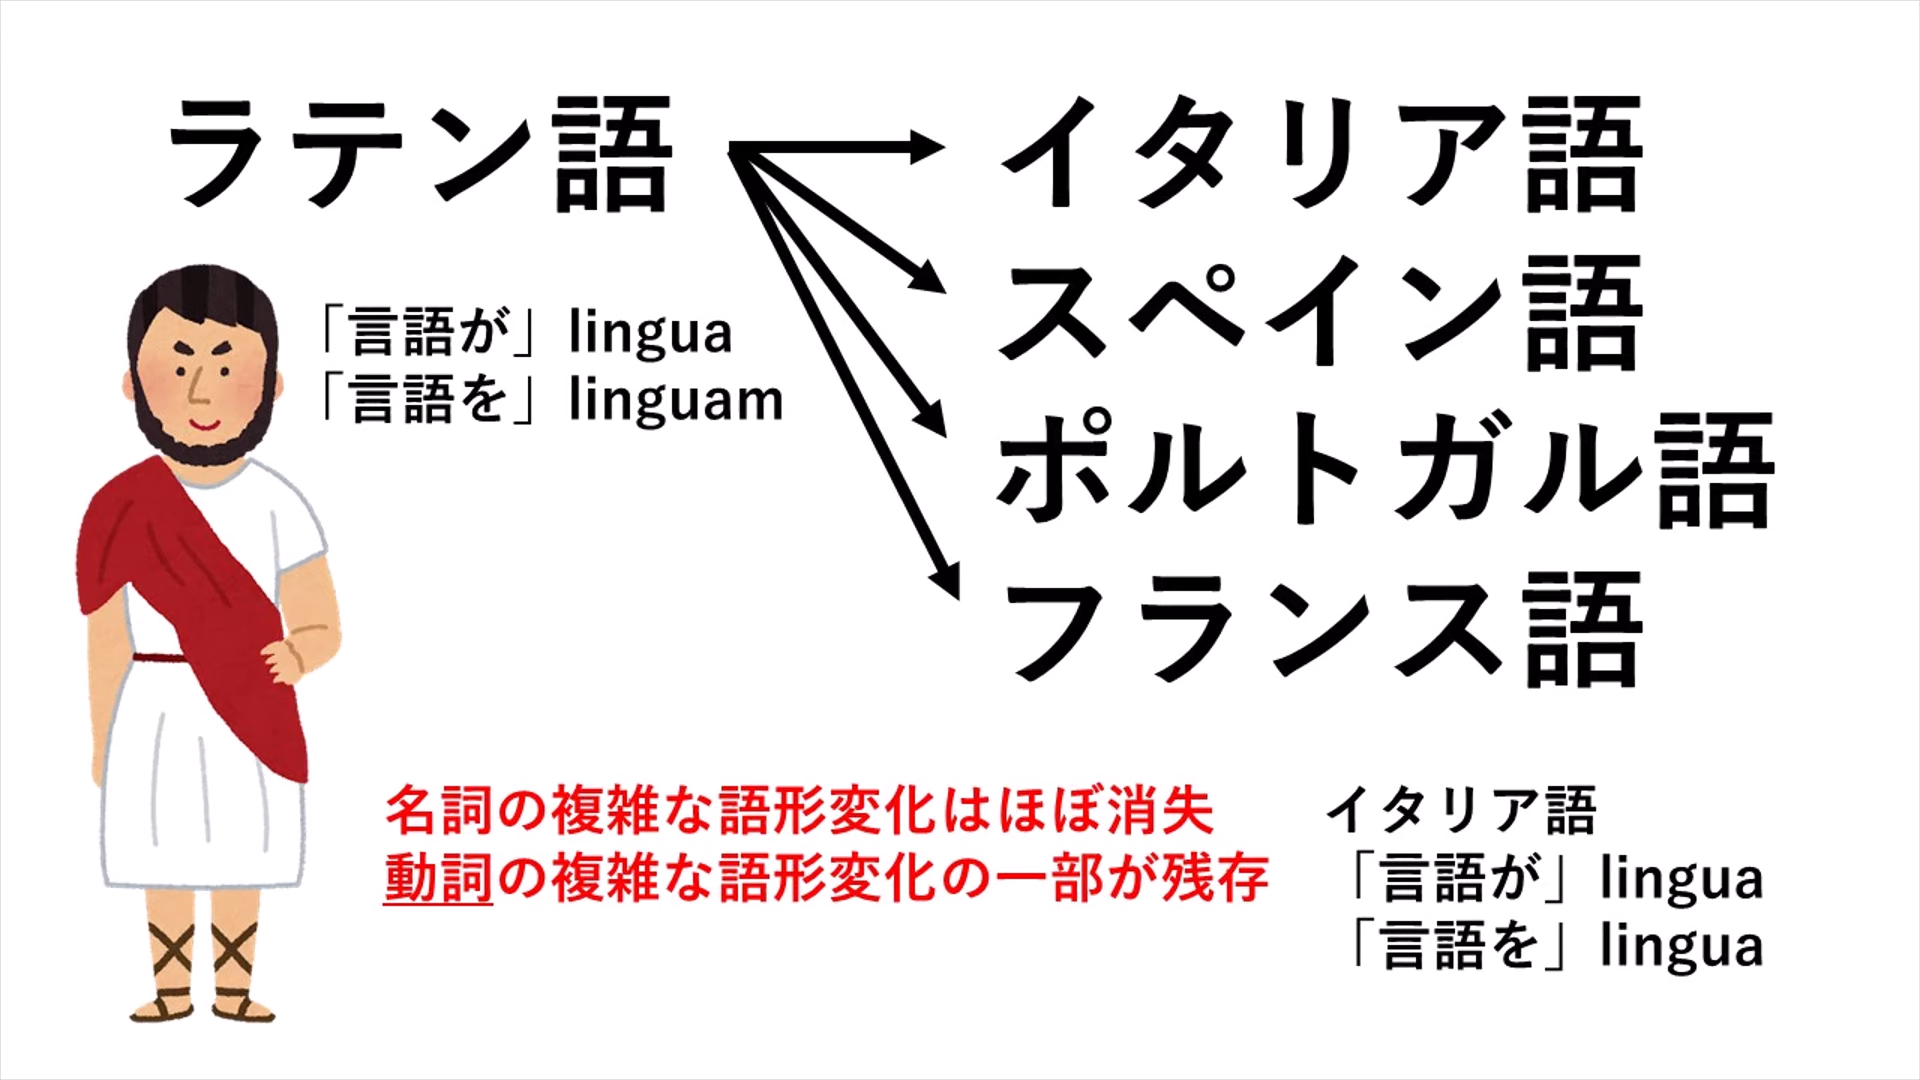 ラテン語
イタリア語
スペイン語
ポルトガル語
フランス語
「言語が」lingua
「言語を」linguam
名詞の複雑な語形変化はほぼ消失
動詞の複雑な語形変化の一部が残存
イタリア語
「言語が」lingua
「言語を」lingua